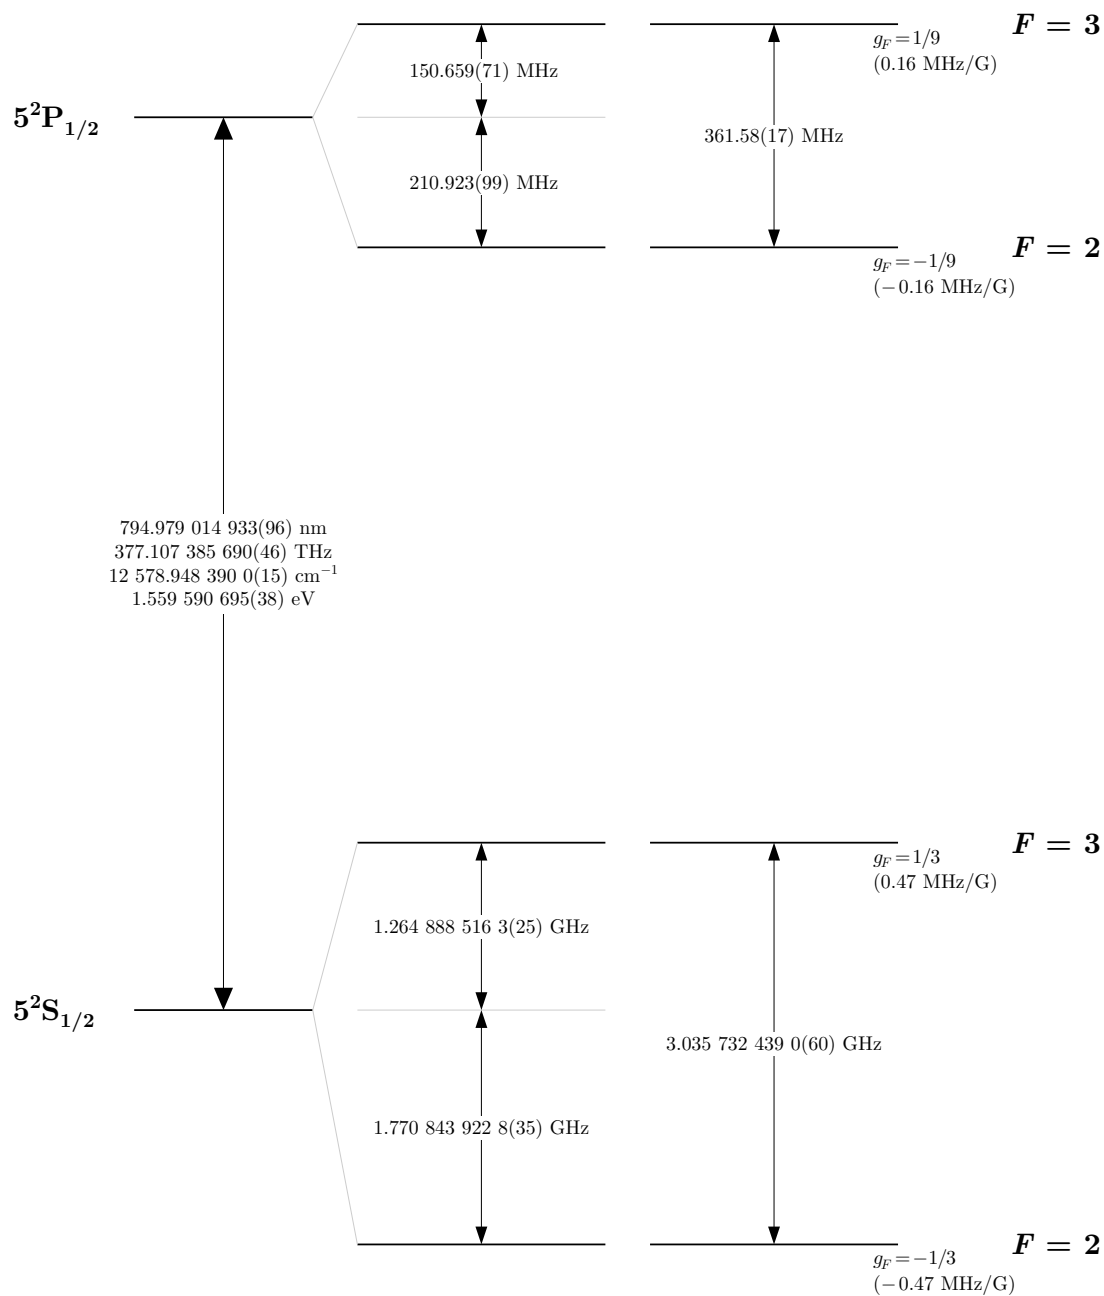 F = 3
g_F = 1/9
(0.16 MHz/G)
150.659(71) MHz
5²P₁/₂
361.58(17) MHz
210.923(99) MHz
F = 2
g_F = −1/9
(−0.16 MHz/G)
794.979 014 933(96) nm
377.107 385 690(46) THz
12 578.948 390 0(15) cm⁻¹
1.559 590 695(38) eV
F = 3
g_F = 1/3
(0.47 MHz/G)
1.264 888 516 3(25) GHz
5²S₁/₂
3.035 732 439 0(60) GHz
1.770 843 922 8(35) GHz
F = 2
g_F = −1/3
(−0.47 MHz/G)